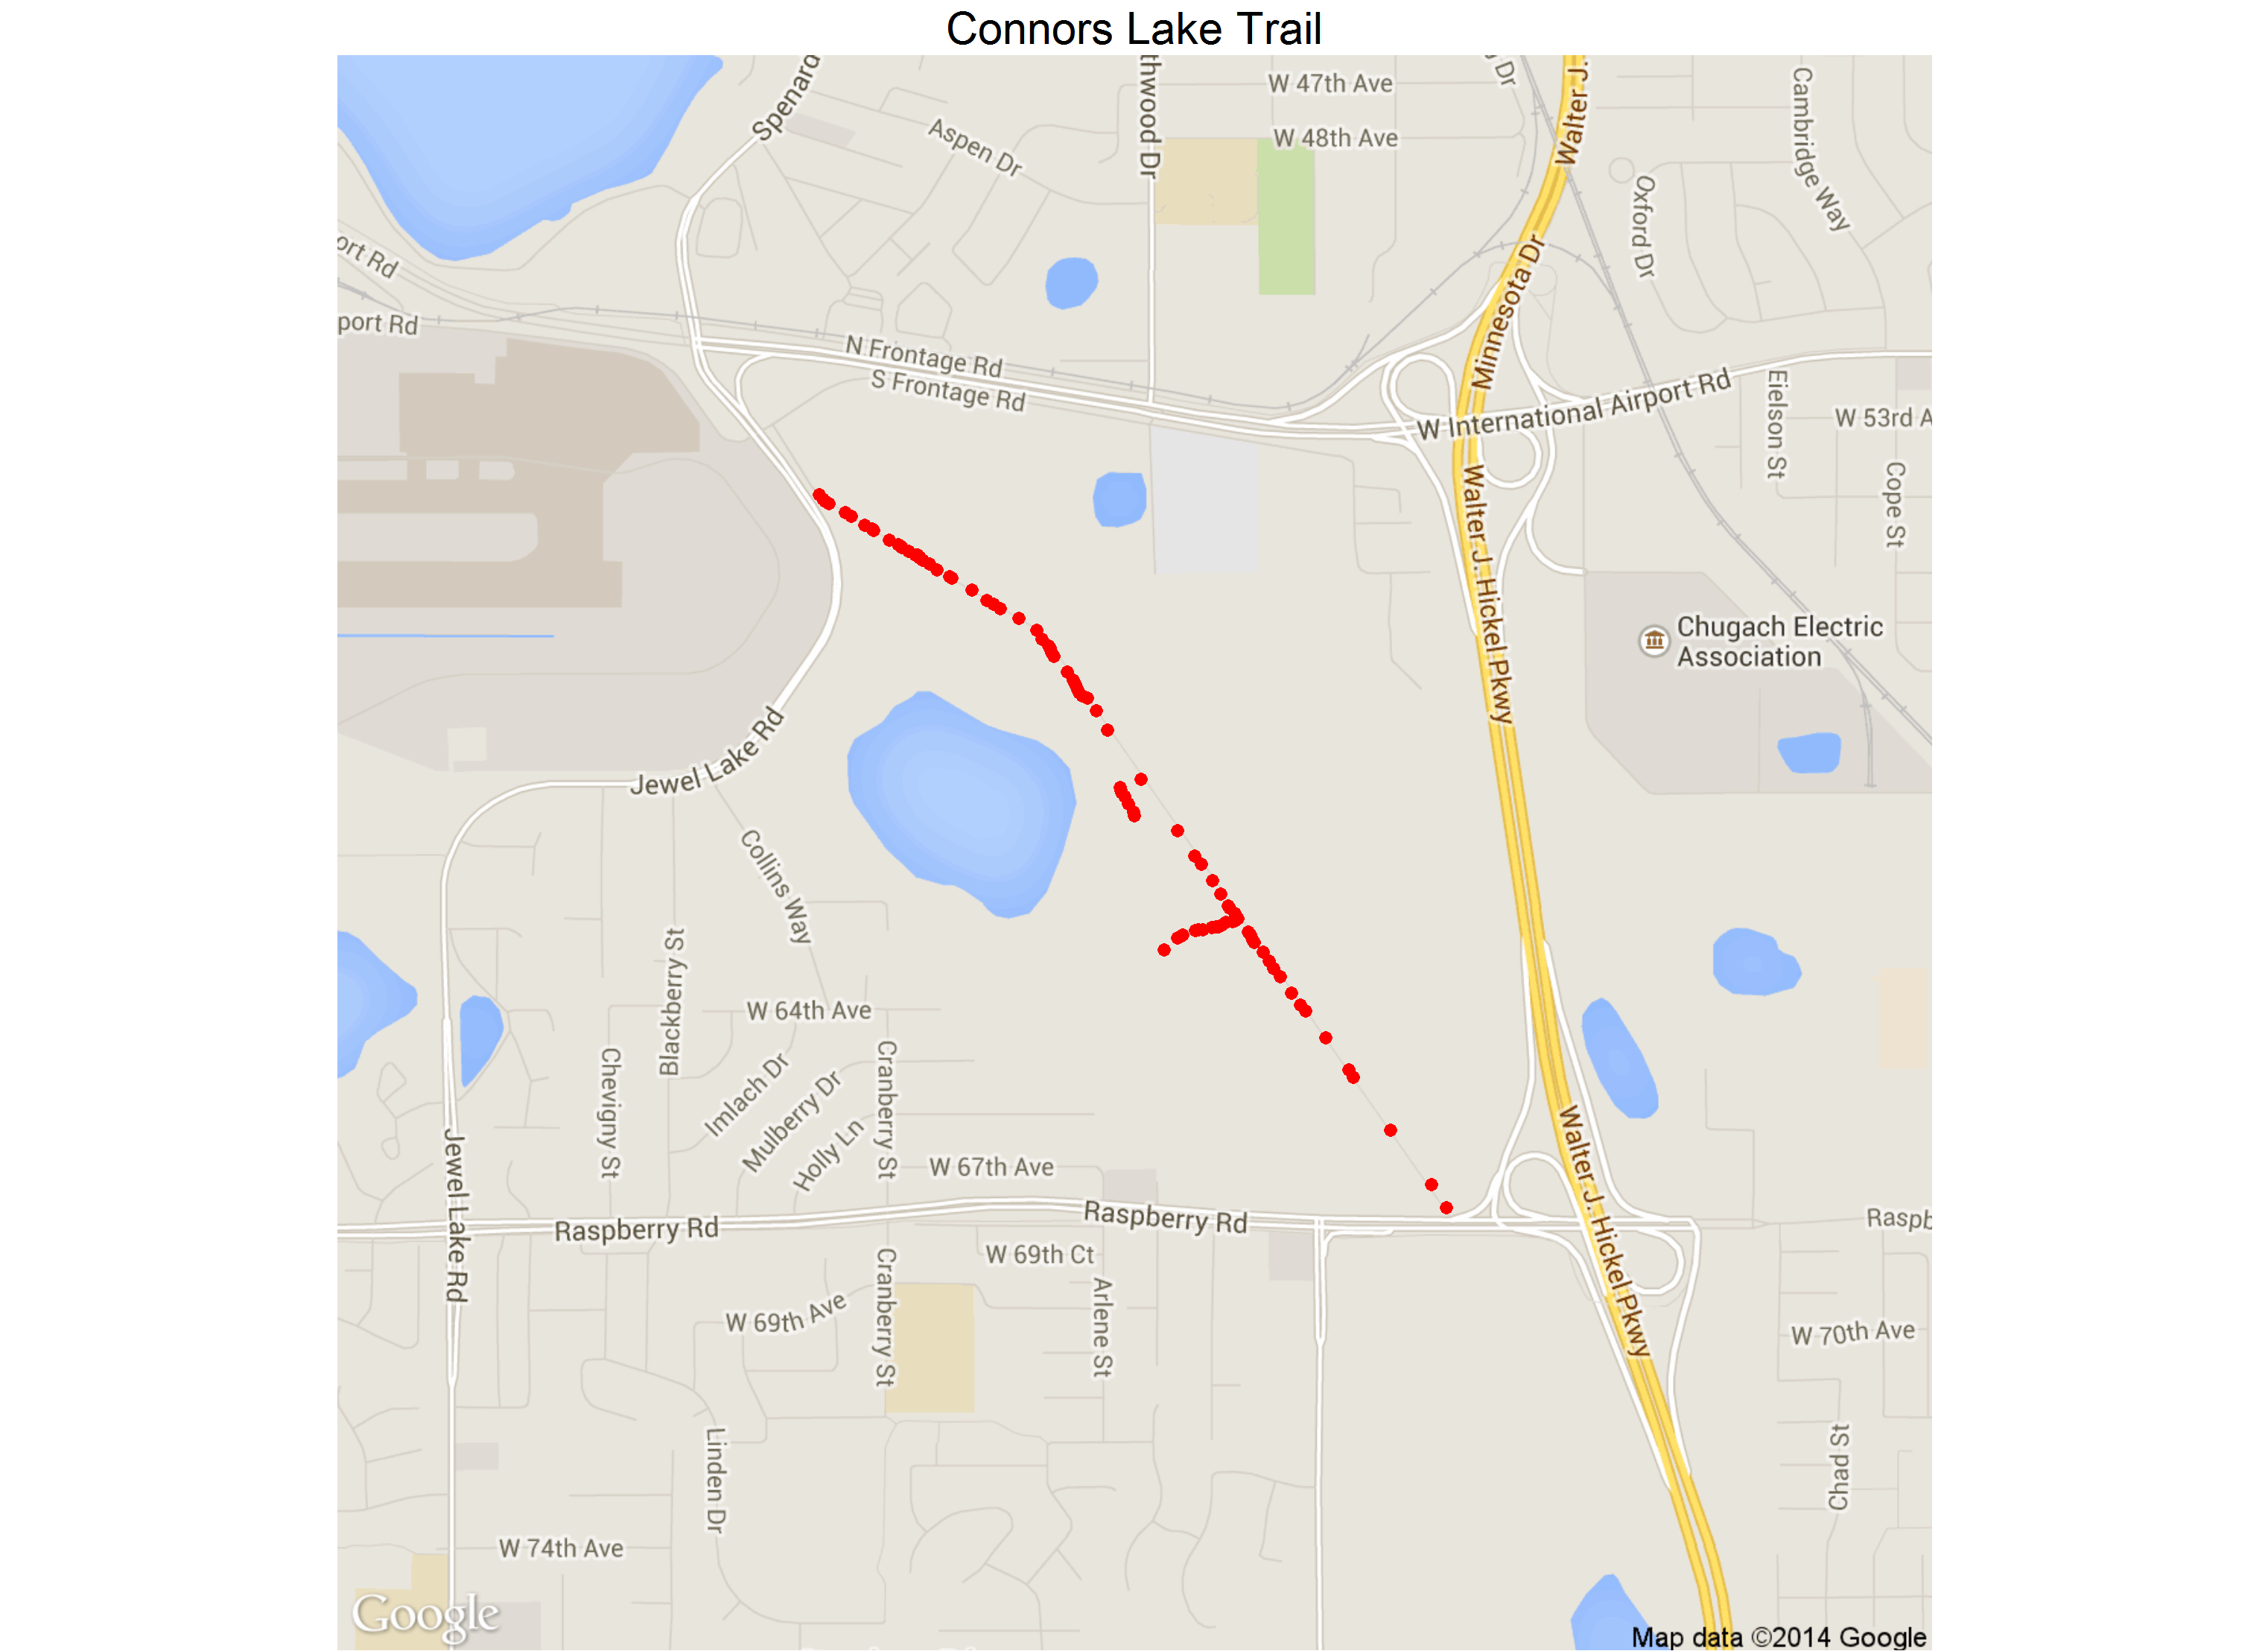 Connors Lake Trail
Spenard
thwood Dr
W 47th Ave
g Dr
Walter J.
Cambridge Way
Aspen Dr
W 48th Ave
Oxford Dr
ort Rd
port Rd
N Frontage Rd
S Frontage Rd
Minnesota Dr
W International Airport Rd
Eielson St
W 53rd A
Cope St
Walter J. Hickel Pkwy
Chugach Electric
Association
Jewel Lake Rd
Collins Way
Blackberry St
W 64th Ave
Chevigny St
Imlach Dr
Mulberry Dr
Holly Ln
Cranberry St
Jewel Lake Rd
W 67th Ave
Walter J. Hickel Pkwy
Raspberry Rd
Raspberry Rd
Raspb
W 69th Ct
Cranberry St
Arlene St
W 69th Ave
W 70th Ave
Linden Dr
Chad St
W 74th Ave
Google
Map data ©2014 Google